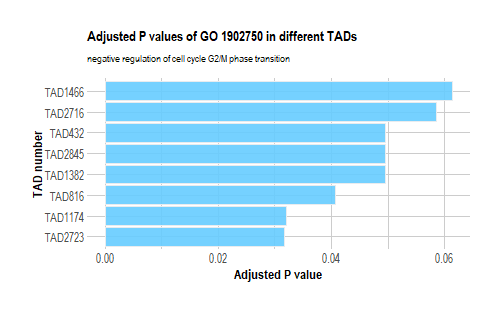 Adjusted P values of GO 1902750 in different TADs
negative regulation of cell cycle G2/M phase transition
TAD number
TAD1466
TAD2716
TAD432
TAD2845
TAD1382
TAD816
TAD1174
TAD2723
0.00 0.02 0.04 0.06
Adjusted P value